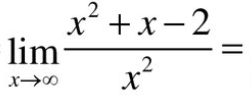 lim x→∞ (x² + x − 2) / x² =